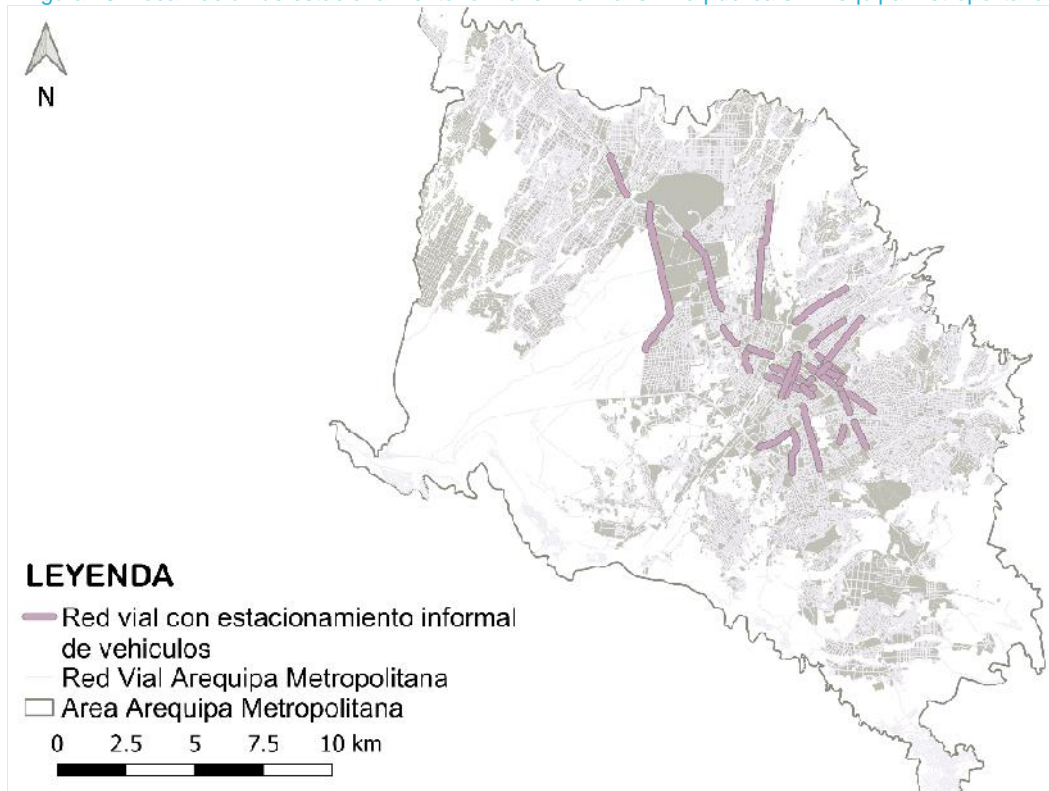 N
LEYENDA
Red vial con estacionamiento informal
de vehiculos
Red Vial Arequipa Metropolitana
Area Arequipa Metropolitana
0 2.5 5 7.5 10 km